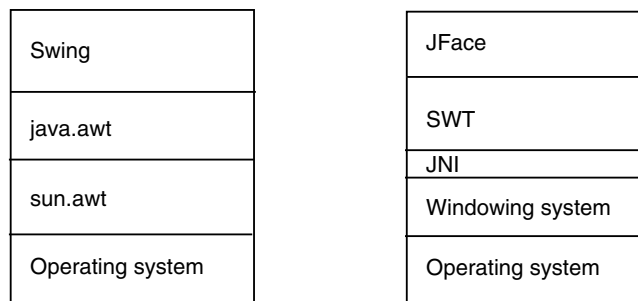 Swing
java.awt
sun.awt
Operating system
JFace
SWT
JNI
Windowing system
Operating system